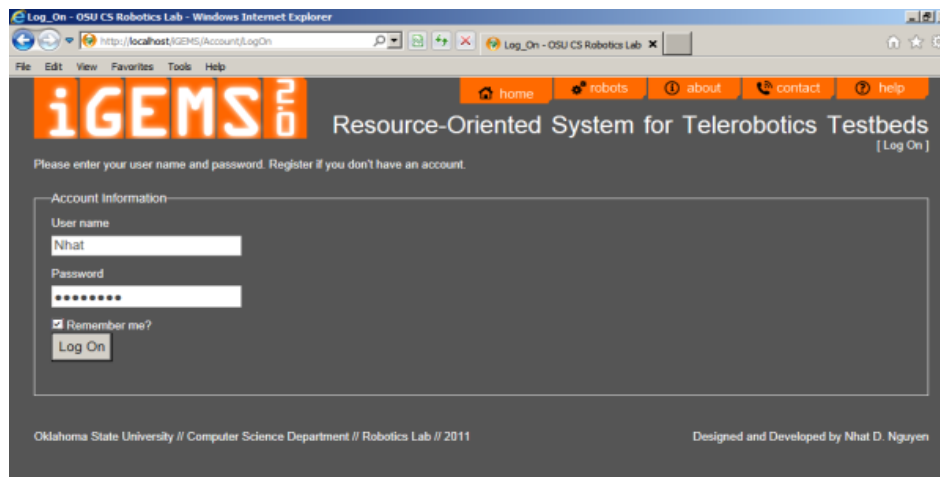 Log_On - OSU CS Robotics Lab - Windows Internet Explorer
http://localhost/iGEMS/Account/LogOn
Log_On - OSU CS Robotics Lab
File Edit View Favorites Tools Help
iGEMS 2.0
home robots about contact help
Resource-Oriented System for Telerobotics Testbeds
[ Log On ]
Please enter your user name and password. Register if you don't have an account.
Account Information
User name
Nhat
Password
••••••••
Remember me?
Log On
Oklahoma State University // Computer Science Department // Robotics Lab // 2011
Designed and Developed by Nhat D. Nguyen